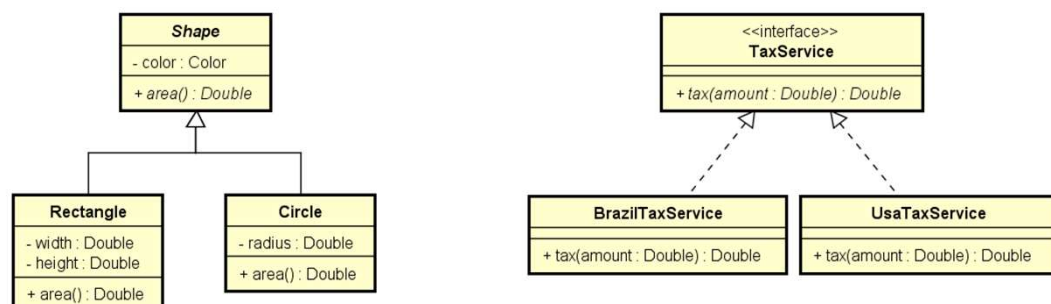 Shape
- color : Color
+ area() : Double
Rectangle
- width : Double
- height : Double
+ area() : Double
Circle
- radius : Double
+ area() : Double
<<interface>>
TaxService
+ tax(amount : Double) : Double
BrazilTaxService
+ tax(amount : Double) : Double
UsaTaxService
+ tax(amount : Double) : Double